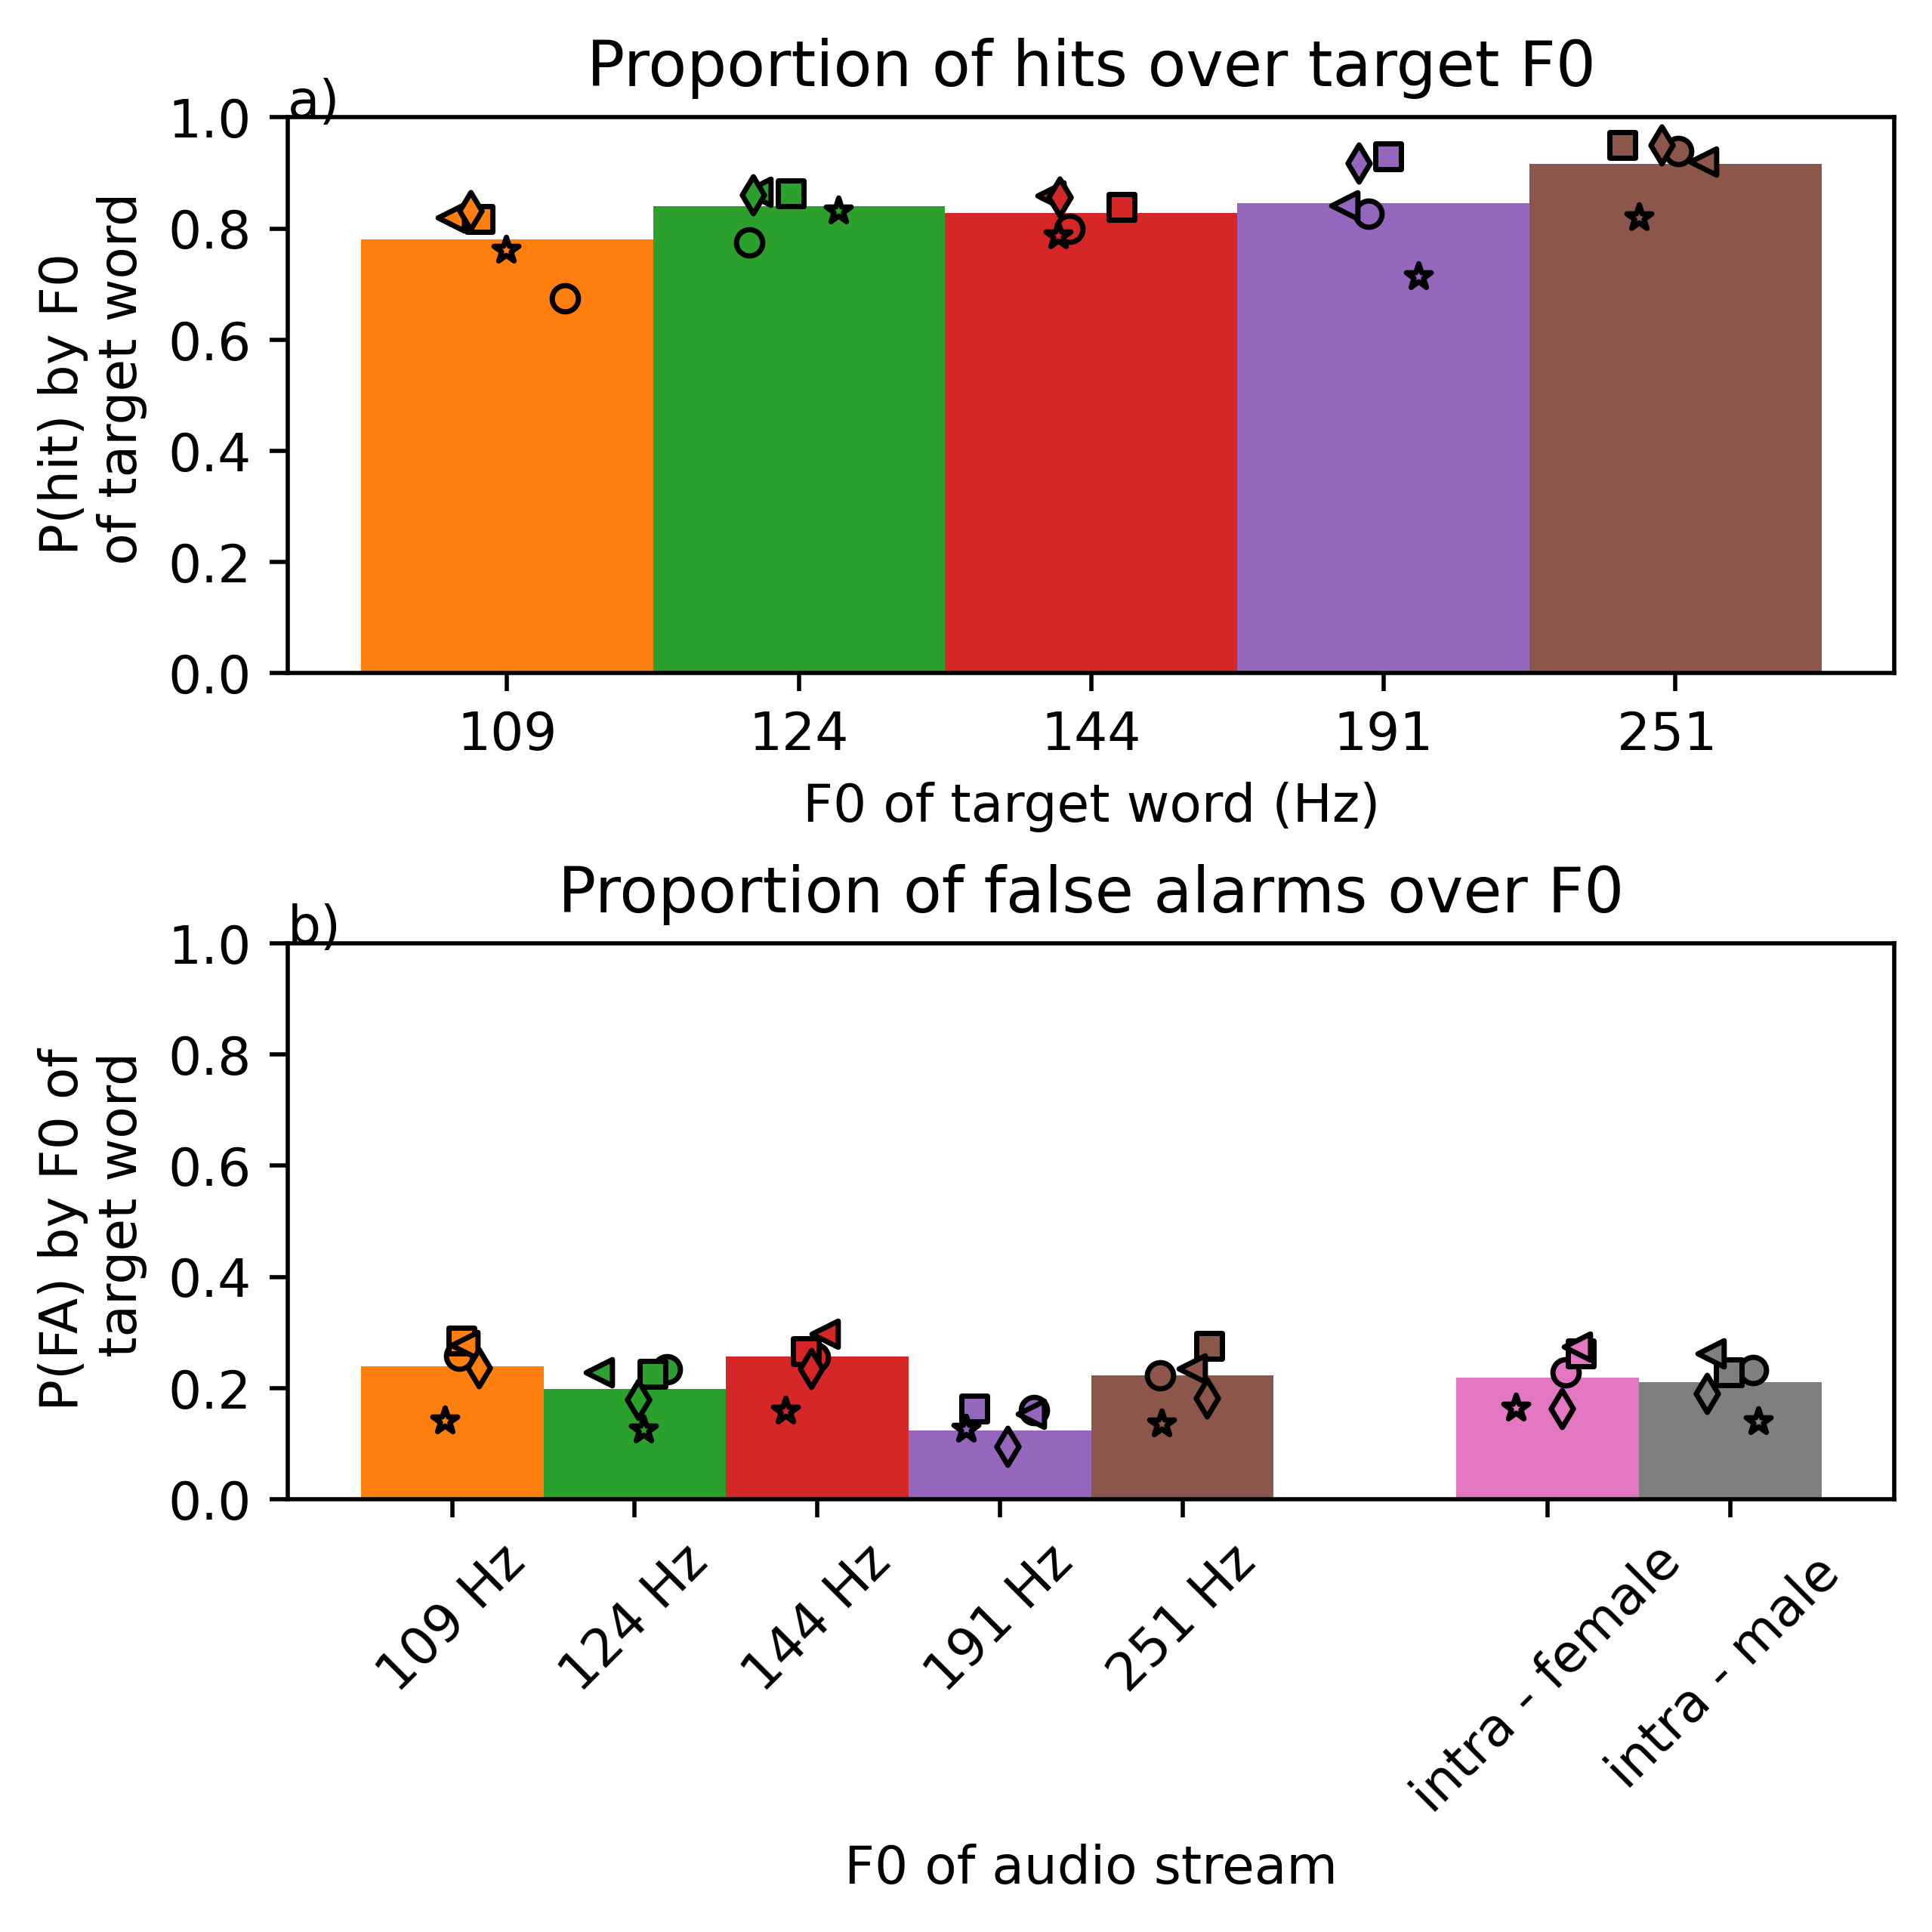 Proportion of hits over target F0
a)
1.0
0.8
0.6
0.4
0.2
0.0
P(hit) by F0
of target word
109 124 144 191 251
F0 of target word (Hz)
Proportion of false alarms over F0
b)
1.0
0.8
0.6
0.4
0.2
0.0
P(FA) by F0 of
target word
109 Hz
124 Hz
144 Hz
191 Hz
251 Hz
intra - female
intra - male
F0 of audio stream